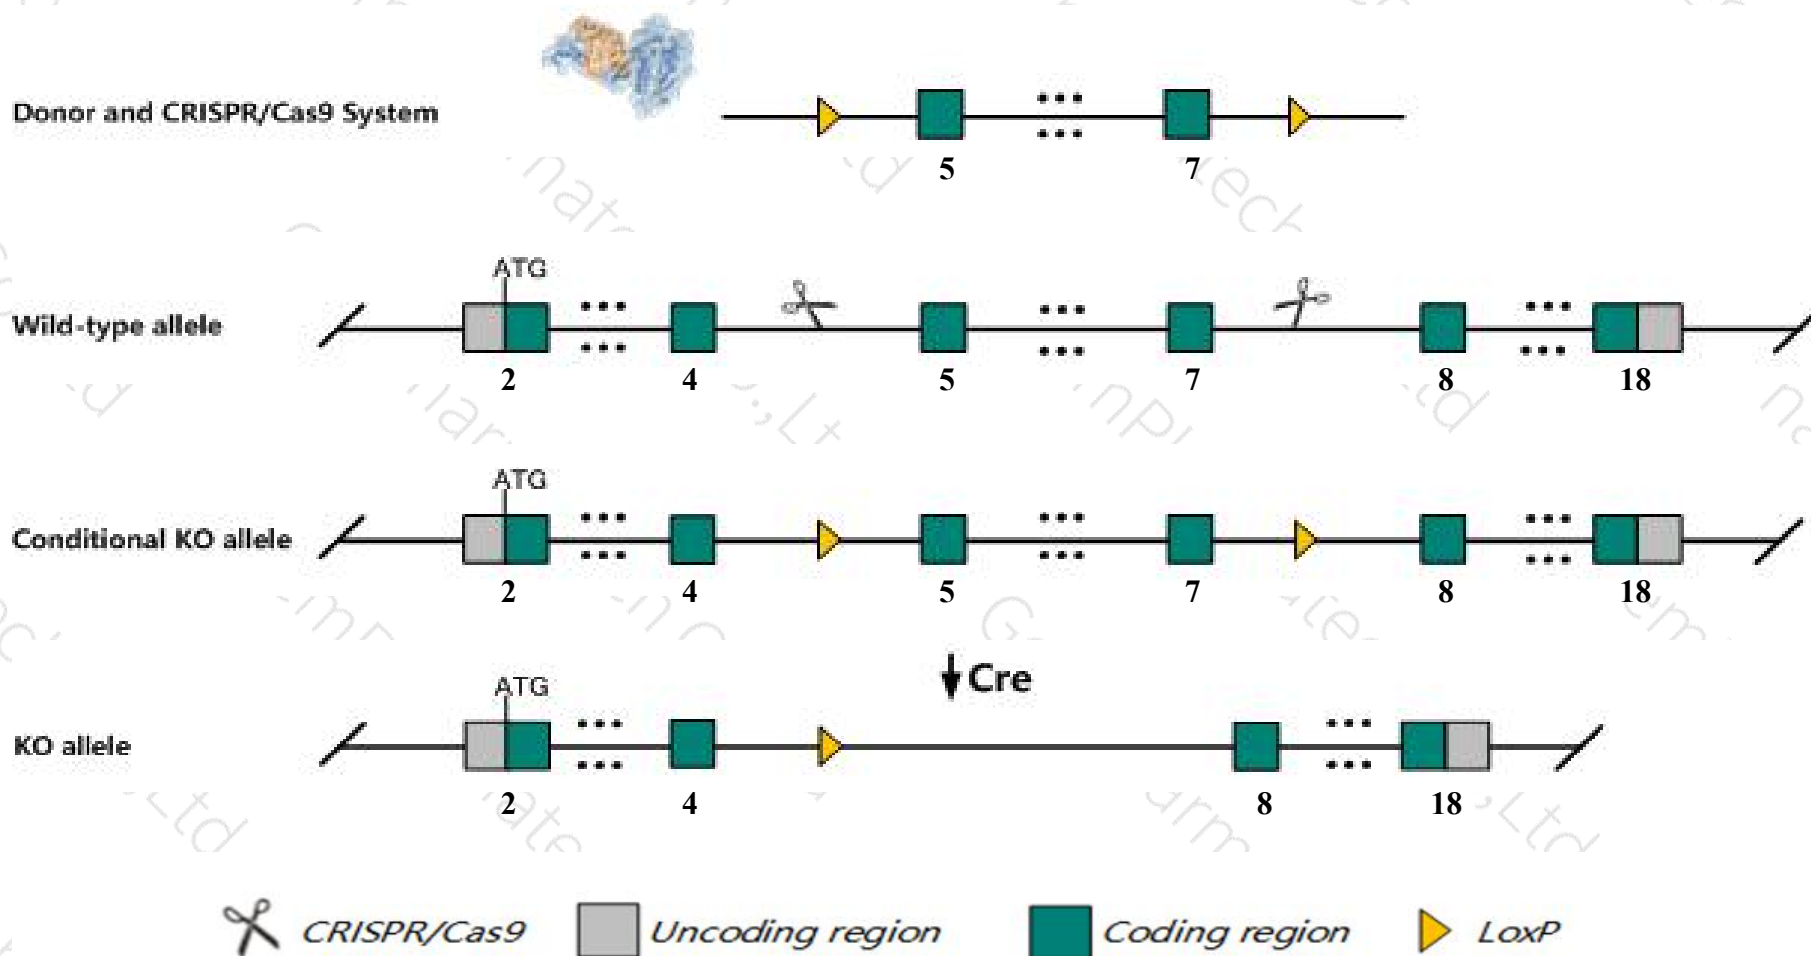 Donor and CRISPR/Cas9 System
5 7
ATG
Wild-type allele
2 4 5 7 8 18
ATG
Conditional KO allele
2 4 5 7 8 18
Cre
ATG
KO allele
2 4 8 18
CRISPR/Cas9 Uncoding region Coding region LoxP